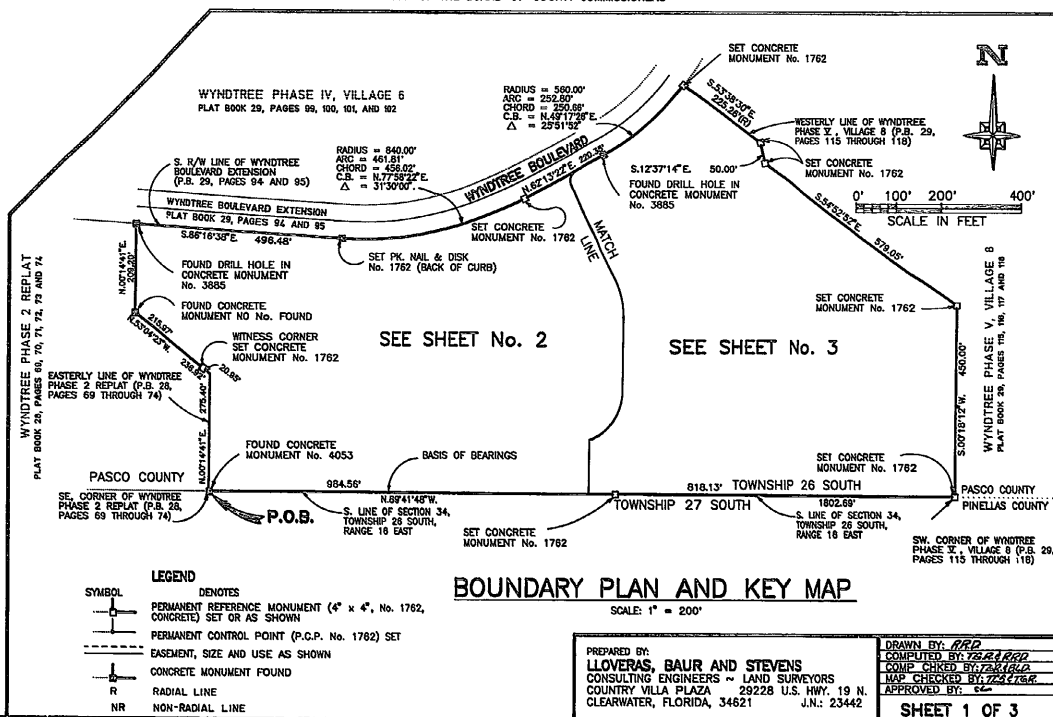 SET CONCRETE
MONUMENT No. 1762
N
WYNDTREE PHASE IV, VILLAGE 6
PLAT BOOK 29, PAGES 99, 100, 101, AND 102
RADIUS = 560.00'
ARC = 252.80'
CHORD = 250.66'
C.B. = N.49°17'26"E.
△ = 25°51'52"
S.53°38'30"E.
225.26'(R)
WESTERLY LINE OF WYNDTREE
PHASE V, VILLAGE 8 (P.B. 29,
PAGES 115 THROUGH 118)
S. R/W LINE OF WYNDTREE
BOULEVARD EXTENSION
(P.B. 29, PAGES 94 AND 95)
RADIUS = 840.00'
ARC = 461.81'
CHORD = 456.02'
C.B. = N.77°58'22"E.
△ = 31°30'00".
WYNDTREE BOULEVARD
N.62°13'22"E. 220.35'
S.12°37'14"E. 50.00'
SET CONCRETE
MONUMENT No. 1762
FOUND DRILL HOLE IN
CONCRETE MONUMENT
No. 3885
0' 100' 200' 400'
SCALE IN FEET
WYNDTREE BOULEVARD EXTENSION
PLAT BOOK 29, PAGES 94 AND 95
S.86°16'38"E. 496.48'
SET CONCRETE
MONUMENT No. 1762
MATCH
LINE
S.54°52'52"E. 579.05'
SET PK. NAIL & DISK
No. 1762 (BACK OF CURB)
N.00°14'41"E.
209.20'
FOUND DRILL HOLE IN
CONCRETE MONUMENT
No. 3885
FOUND CONCRETE
MONUMENT NO No. FOUND
WYNDTREE PHASE 2 REPLAT
PLAT BOOK 28, PAGES 69, 70, 71, 72, 73 AND 74
215.97'
N.53°04'23"W.
236.92'
20.95'
WITNESS CORNER
SET CONCRETE
MONUMENT No. 1762
SEE SHEET No. 2
SEE SHEET No. 3
SET CONCRETE
MONUMENT No. 1762
S.00°18'12"W. 450.00'
WYNDTREE PHASE V, VILLAGE 8
PLAT BOOK 29, PAGES 115, 116, 117 AND 118
EASTERLY LINE OF WYNDTREE
PHASE 2 REPLAT (P.B. 28,
PAGES 69 THROUGH 74)
N.00°14'41"E. 275.40'
FOUND CONCRETE
MONUMENT No. 4053
BASIS OF BEARINGS
SET CONCRETE
MONUMENT No. 1762
PASCO COUNTY
984.56'
N.89°41'48"W.
818.13' TOWNSHIP 26 SOUTH
TOWNSHIP 27 SOUTH
1802.69'
PASCO COUNTY
PINELLAS COUNTY
SE. CORNER OF WYNDTREE
PHASE 2 REPLAT (P.B. 28,
PAGES 69 THROUGH 74)
P.O.B.
S. LINE OF SECTION 34,
TOWNSHIP 26 SOUTH,
RANGE 16 EAST
SET CONCRETE
MONUMENT No. 1762
S. LINE OF SECTION 34,
TOWNSHIP 26 SOUTH,
RANGE 16 EAST
SW. CORNER OF WYNDTREE
PHASE V, VILLAGE 8 (P.B. 29,
PAGES 115 THROUGH 118)
BOUNDARY PLAN AND KEY MAP
SCALE: 1" = 200'
LEGEND
SYMBOL DENOTES
PERMANENT REFERENCE MONUMENT (4" x 4", No. 1762,
CONCRETE) SET OR AS SHOWN
PERMANENT CONTROL POINT (P.C.P. No. 1762) SET
EASEMENT, SIZE AND USE AS SHOWN
CONCRETE MONUMENT FOUND
R RADIAL LINE
NR NON-RADIAL LINE
PREPARED BY:
LLOVERAS, BAUR AND STEVENS
CONSULTING ENGINEERS ~ LAND SURVEYORS
COUNTRY VILLA PLAZA 29228 U.S. HWY. 19 N.
CLEARWATER, FLORIDA, 34621 J.N.: 23442
DRAWN BY: RRD
COMPUTED BY:
COMP CHKED BY:
MAP CHECKED BY:
APPROVED BY:
SHEET 1 OF 3